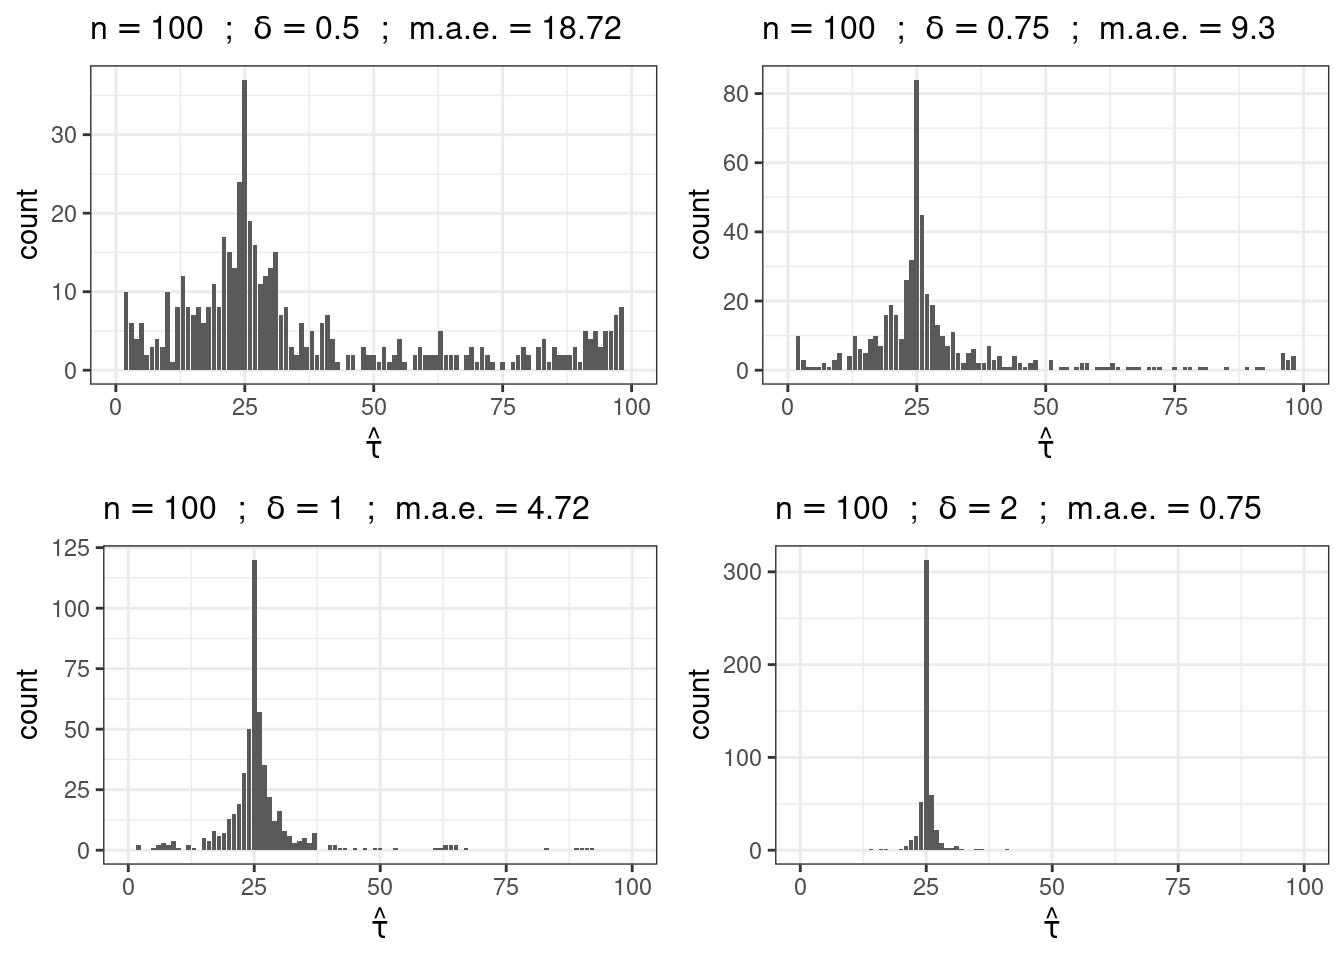 n = 100 ; δ = 0.5 ; m.a.e. = 18.72
count
30
20
10
0
0 25 50 75 100
τ̂
n = 100 ; δ = 0.75 ; m.a.e. = 9.3
count
80
60
40
20
0
0 25 50 75 100
τ̂
n = 100 ; δ = 1 ; m.a.e. = 4.72
count
125
100
75
50
25
0
0 25 50 75 100
τ̂
n = 100 ; δ = 2 ; m.a.e. = 0.75
count
300
200
100
0
0 25 50 75 100
τ̂